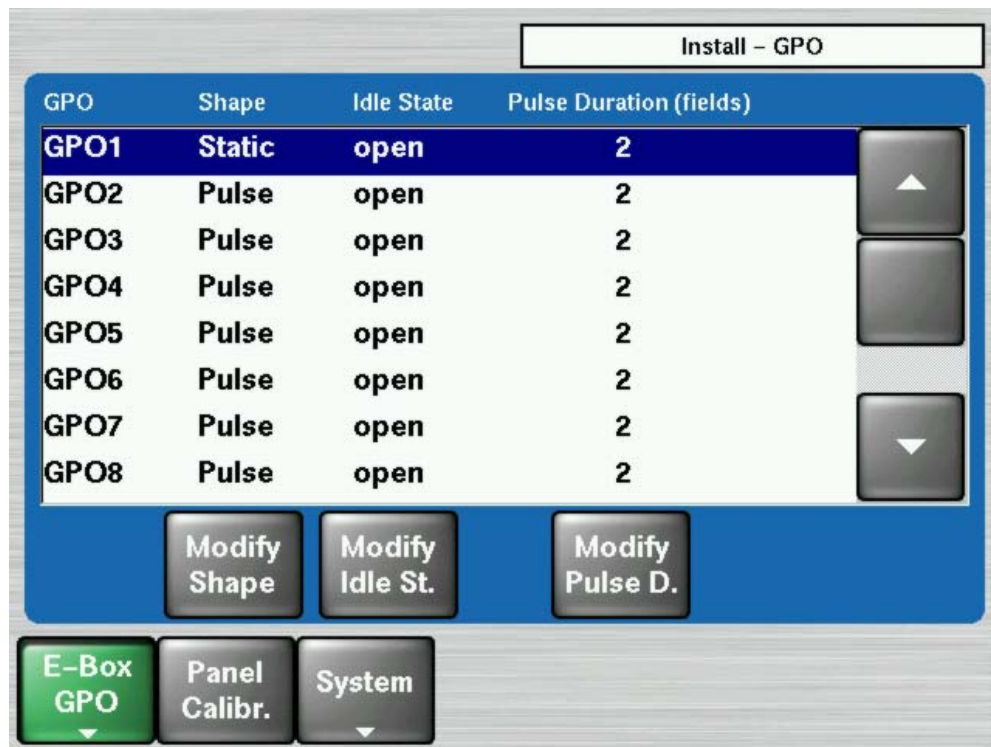 Install – GPO
GPO Shape Idle State Pulse Duration (fields)
GPO1 Static open 2
GPO2 Pulse open 2
GPO3 Pulse open 2
GPO4 Pulse open 2
GPO5 Pulse open 2
GPO6 Pulse open 2
GPO7 Pulse open 2
GPO8 Pulse open 2
Modify Modify Modify
Shape Idle St. Pulse D.
E–Box Panel System
GPO Calibr.